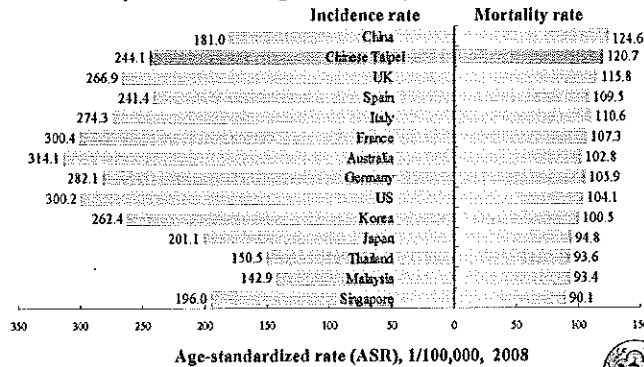 Incidence rate Mortality rate
181.0 China 124.6
244.1 Chinese Taipei 120.7
266.9 UK 115.8
241.4 Spain 109.5
274.3 Italy 110.6
300.4 France 107.3
314.1 Australia 102.8
282.1 Germany 105.9
300.2 US 104.1
262.4 Korea 100.5
201.1 Japan 94.8
150.5 Thailand 93.6
142.9 Malaysia 93.4
196.0 Singapore 90.1
350 300 250 200 150 100 50 0 50 100 150
Age-standardized rate (ASR), 1/100,000, 2008